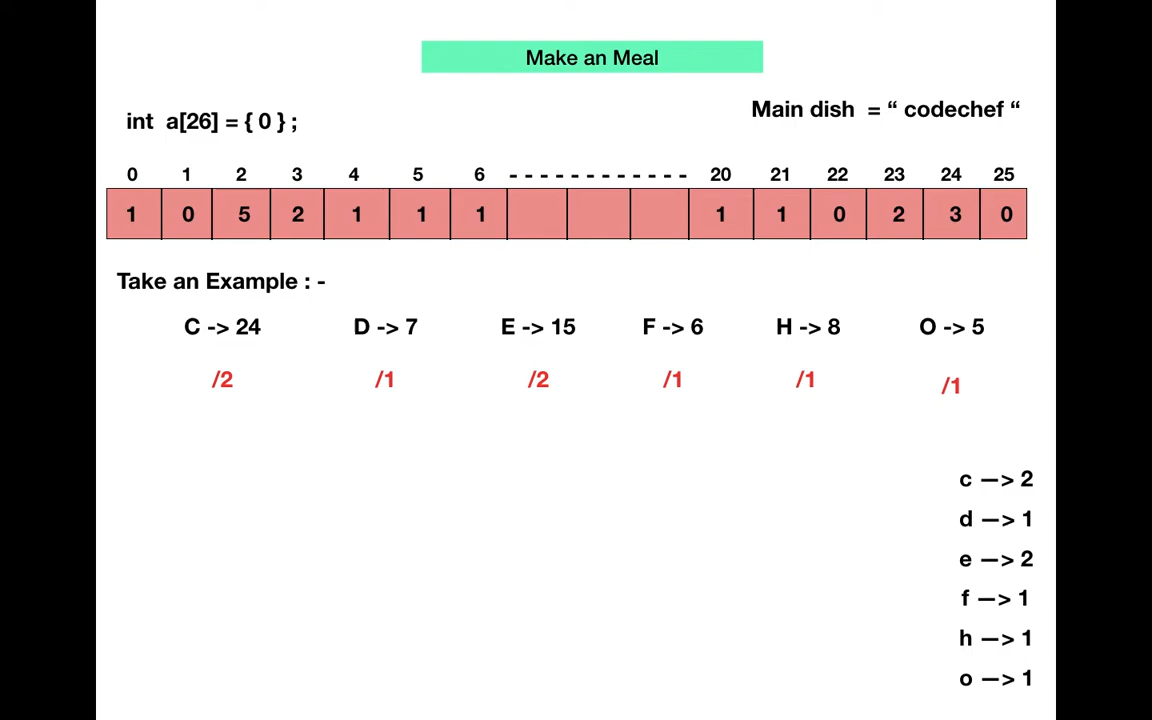 Make an Meal
Main dish = “ codechef “
int a[26] = { 0 } ;
0 1 2 3 4 5 6 - - - - - - - - - - - - 20 21 22 23 24 25
1 0 5 2 1 1 1 1 1 0 2 3 0
Take an Example : -
C -> 24 D -> 7 E -> 15 F -> 6 H -> 8 O -> 5
/2 /1 /2 /1 /1 /1
c —> 2
d —> 1
e —> 2
f —> 1
h —> 1
o —> 1